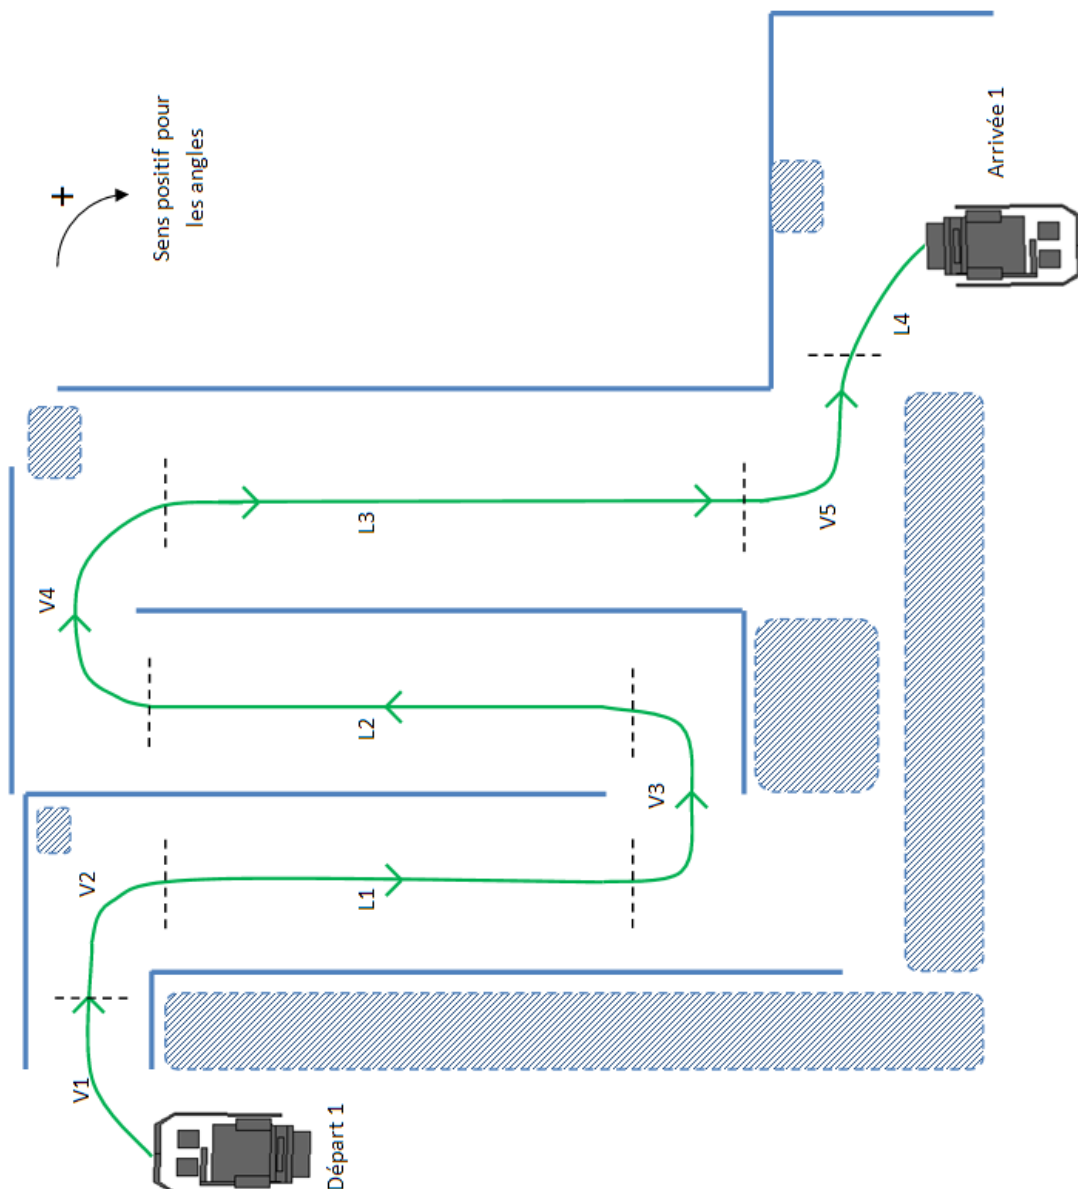 +
Sens positif pour
les angles
Départ 1
V1
V2
L1
V3
L2
V4
L3
V5
L4
Arrivée 1